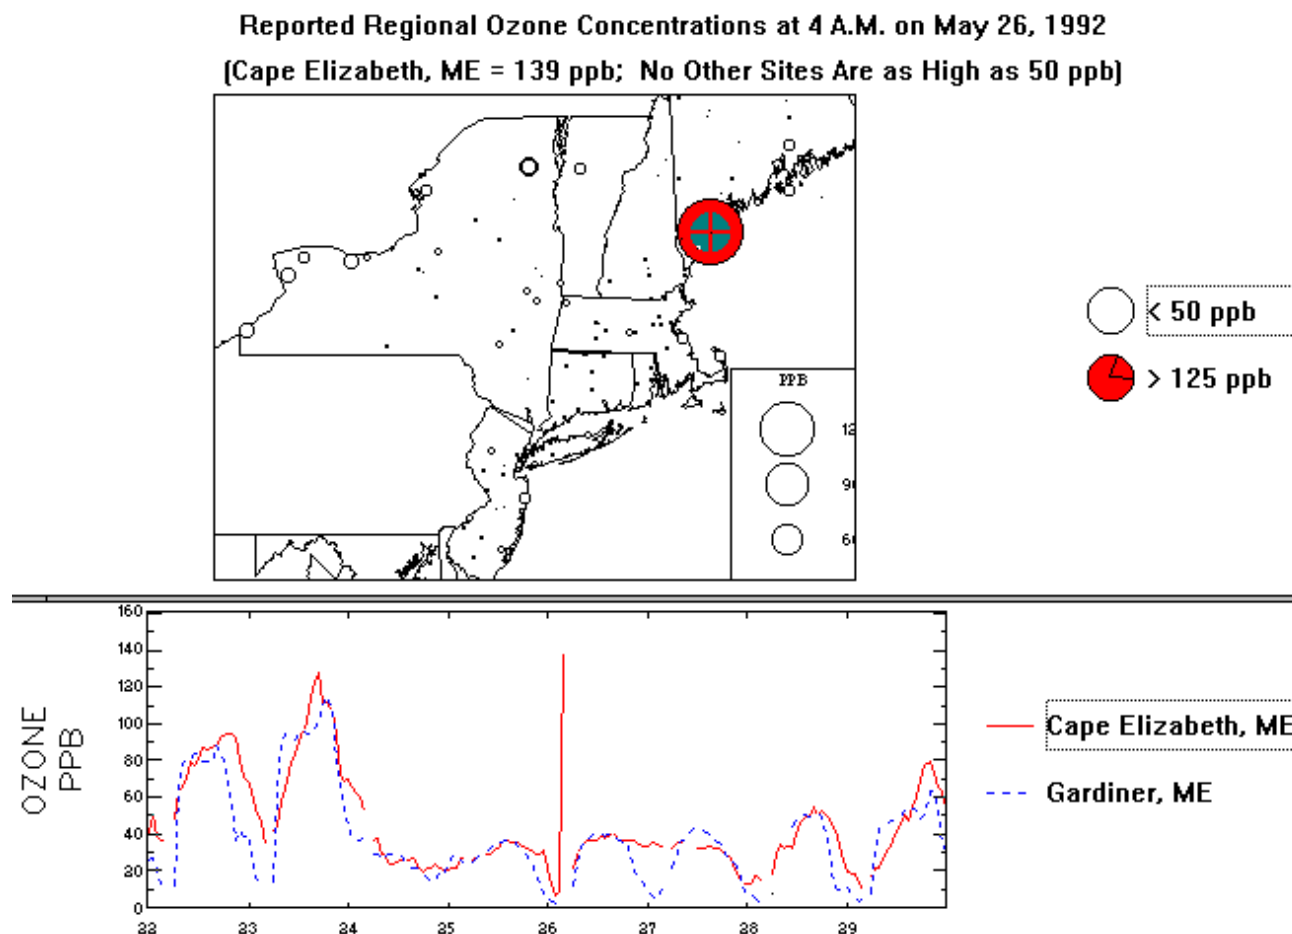 Reported Regional Ozone Concentrations at 4 A.M. on May 26, 1992
(Cape Elizabeth, ME = 139 ppb; No Other Sites Are as High as 50 ppb)
< 50 ppb
> 125 ppb
PPB
160
140
120
100
80
60
40
20
0
OZONE
PPB
22
23
24
25
26
27
28
29
Cape Elizabeth, ME
Gardiner, ME